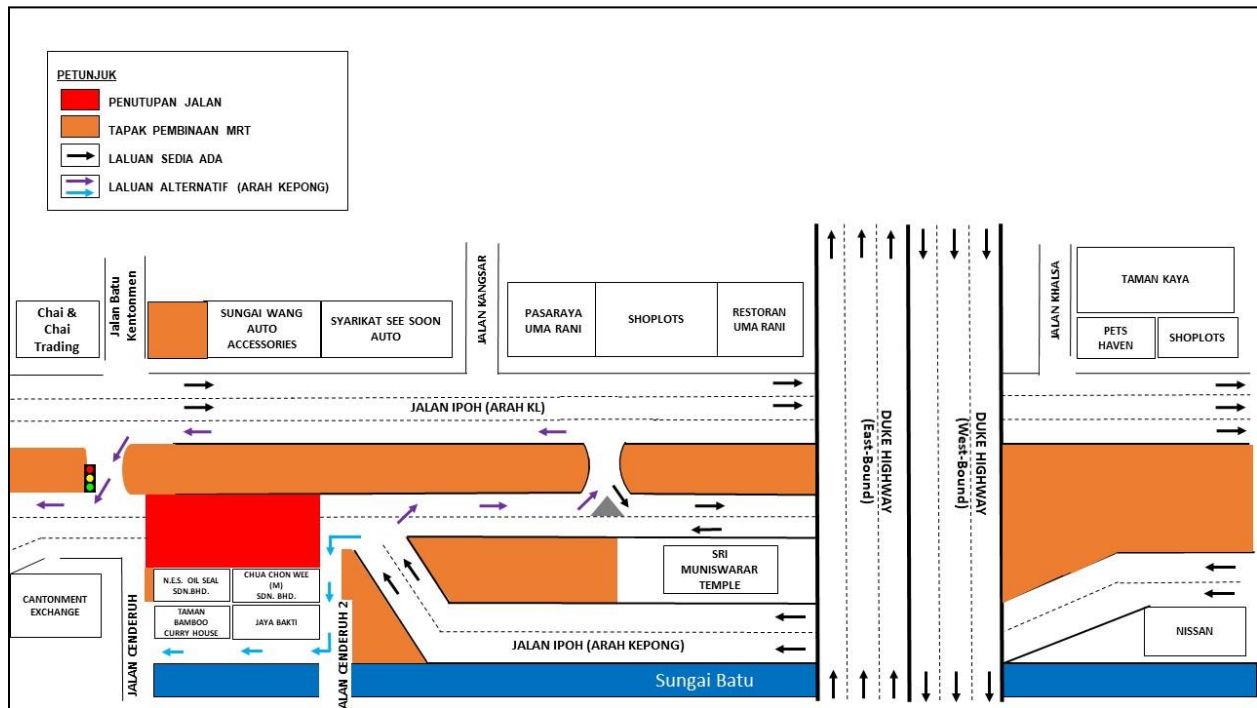 PETUNJUK
PENUTUPAN JALAN
TAPAK PEMBINAAN MRT
LALUAN SEDIA ADA
LALUAN ALTERNATIF (ARAH KEPONG)
Chai &
Chai
Trading
Jalan Batu
Kentonmen
SUNGAI WANG
AUTO
ACCESSORIES
SYARIKAT SEE SOON
AUTO
JALAN KANGSAR
PASARAYA
UMA RANI
SHOPLOTS
RESTORAN
UMA RANI
JALAN KHALSA
TAMAN KAYA
PETS
HAVEN
SHOPLOTS
JALAN IPOH (ARAH KL)
DUKE HIGHWAY
(East-Bound)
DUKE HIGHWAY
(West-Bound)
CANTONMENT
EXCHANGE
JALAN CENDERUH
N.E.S. OIL SEAL
SDN.BHD.
CHUA CHON WEE
(M)
SDN. BHD.
TAMAN
BAMBOO
CURRY HOUSE
JAYA BAKTI
JALAN CENDERUH 2
SRI
MUNISWARAR
TEMPLE
JALAN IPOH (ARAH KEPONG)
NISSAN
Sungai Batu